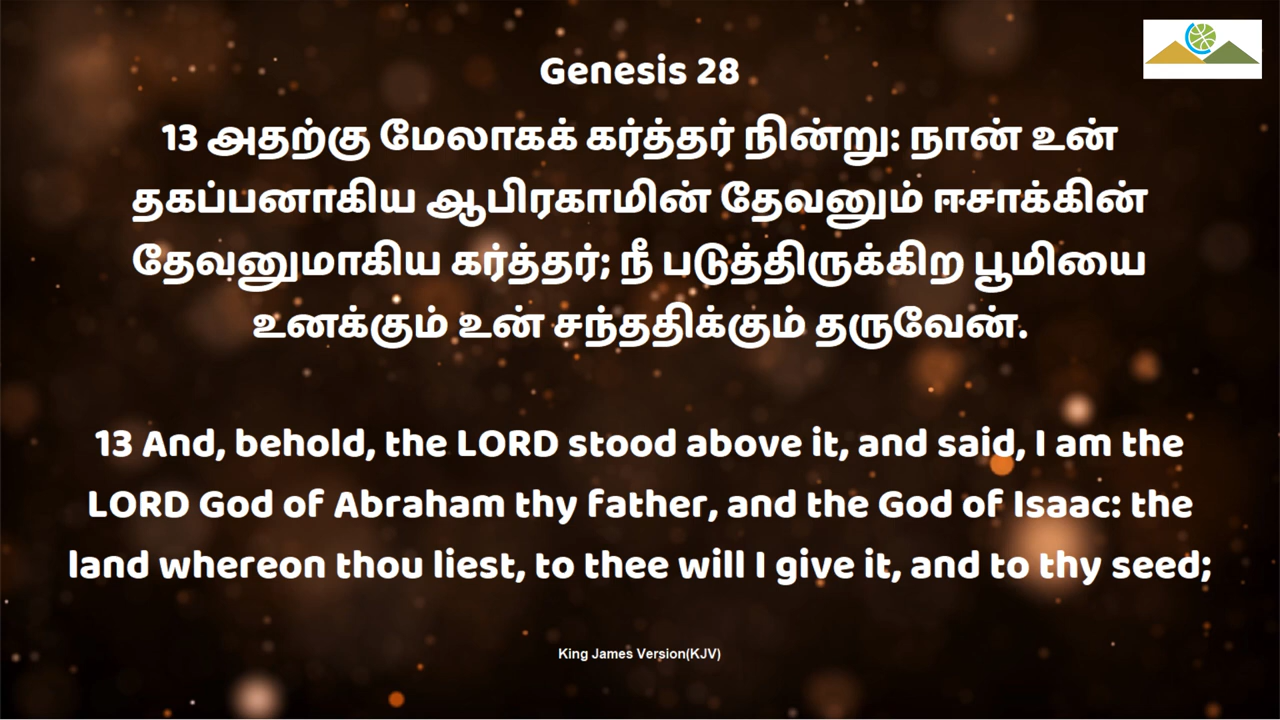 Genesis 28
13 அதற்கு மேலாகக் கர்த்தர் நின்று: நான் உன்
தகப்பனாகிய ஆபிரகாமின் தேவனும் ஈசாக்கின்
தேவனுமாகிய கர்த்தர்; நீ படுத்திருக்கிற பூமியை
உனக்கும் உன் சந்ததிக்கும் தருவேன்.
13 And, behold, the LORD stood above it, and said, I am the
LORD God of Abraham thy father, and the God of Isaac: the
land whereon thou liest, to thee will I give it, and to thy seed;
King James Version(KJV)